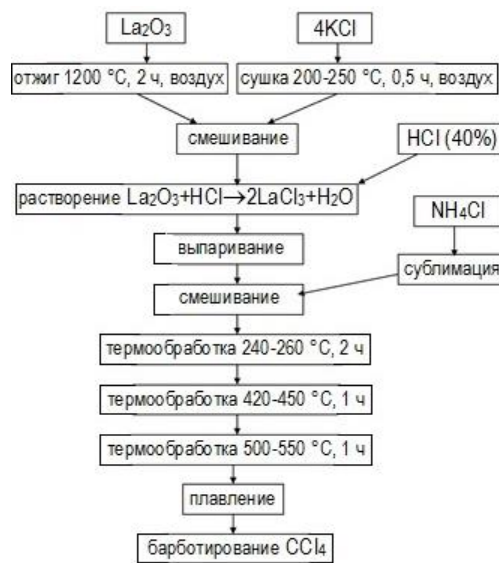 La₂O₃
4KCl
отжиг 1200 °C, 2 ч, воздух
сушка 200-250 °C, 0,5 ч, воздух
смешивание
HCl (40%)
растворение La₂O₃+HCl→2LaCl₃+H₂O
NH₄Cl
выпаривание
сублимация
смешивание
термообработка 240-260 °C, 2 ч
термообработка 420-450 °C, 1 ч
термообработка 500-550 °C, 1 ч
плавление
барботирование CCl₄